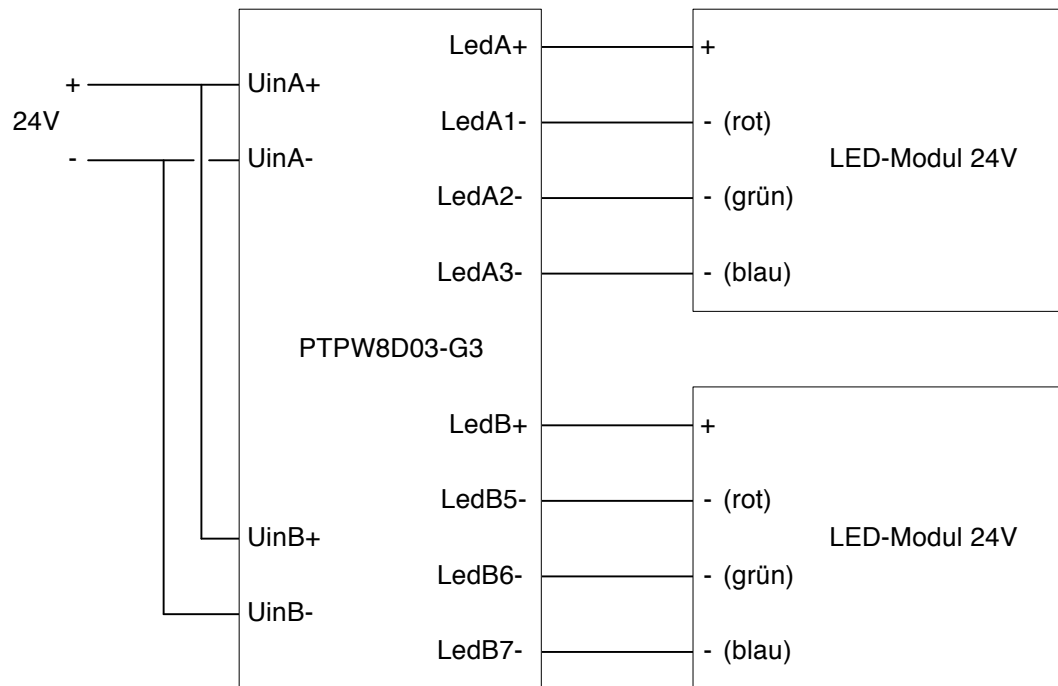 LedA+ +
+ UinA+
LedA1- - (rot)
24V LED-Modul 24V
- UinA-
LedA2- - (grün)
LedA3- - (blau)
PTPW8D03-G3
LedB+ +
LedB5- - (rot)
UinB+ LED-Modul 24V
LedB6- - (grün)
UinB-
LedB7- - (blau)